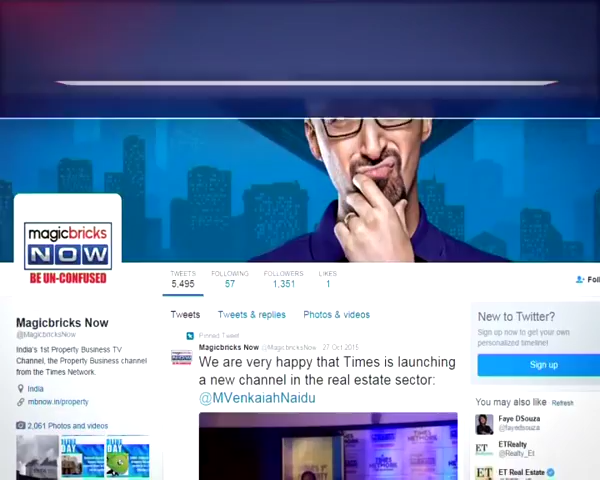 magicbricks
NOW
BE UN-CONFUSED
TWEETS
5,495
FOLLOWING
57
FOLLOWERS
1,351
LIKES
1
Foll
Magicbricks Now
@MagicbricksNow
India's 1st Property Business TV
Channel, the Property Business channel
from the Times Network.
India
mbnow.in/property
2,061 Photos and videos
Tweets Tweets & replies Photos & videos
Pinned Tweet
Magicbricks Now @MagicbricksNow · 27 Oct 2015
We are very happy that Times is launching
a new channel in the real estate sector:
@MVenkaiahNaidu
New to Twitter?
Sign up now to get your own
personalized timeline!
Sign up
You may also like Refresh
Faye DSouza
@fayedsouza
ET
ETRealty
@Realty_Et
ET
ET Real Estate